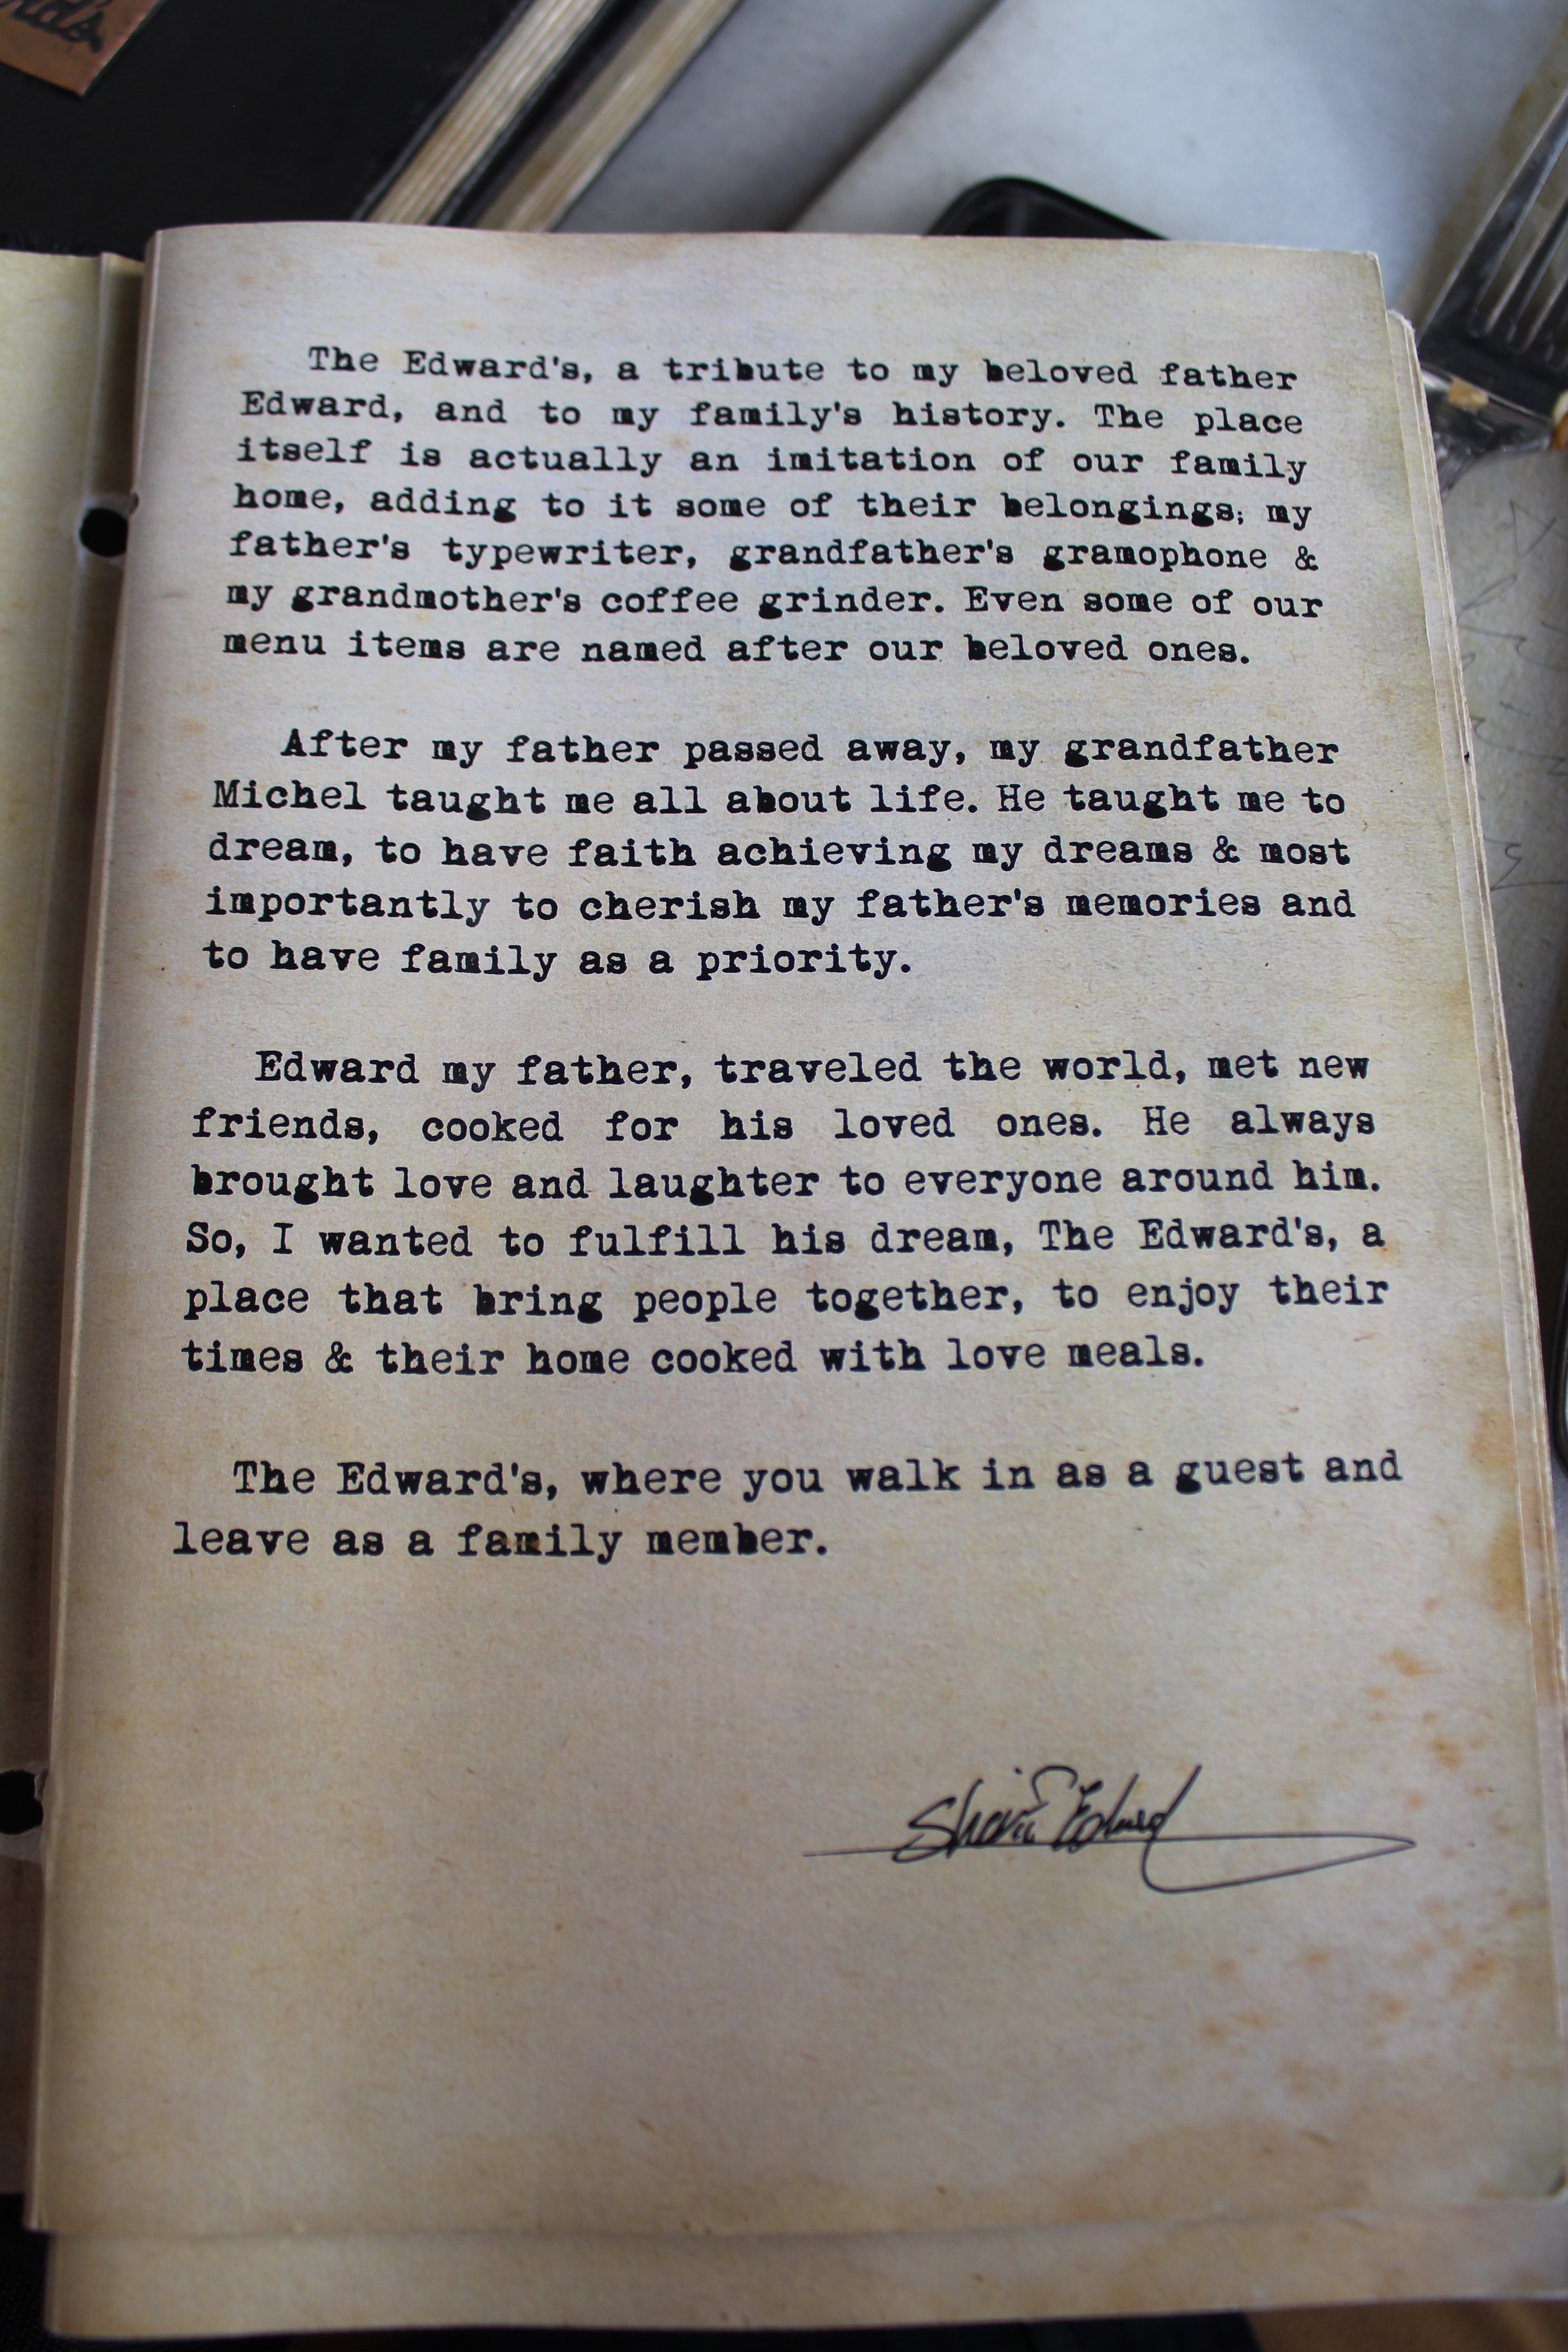 The Edward's, a tribute to my beloved father
Edward, and to my family's history. The place
itself is actually an imitation of our family
home, adding to it some of their belongings; my
father's typewriter, grandfather's gramophone &
my grandmother's coffee grinder. Even some of our
menu items are named after our beloved ones.
After my father passed away, my grandfather
Michel taught me all about life. He taught me to
dream, to have faith achieving my dreams & most
importantly to cherish my father's memories and
to have family as a priority.
Edward my father, traveled the world, met new
friends, cooked for his loved ones. He always
brought love and laughter to everyone around him.
So, I wanted to fulfill his dream, The Edward's, a
place that bring people together, to enjoy their
times & their home cooked with love meals.
The Edward's, where you walk in as a guest and
leave as a family member.